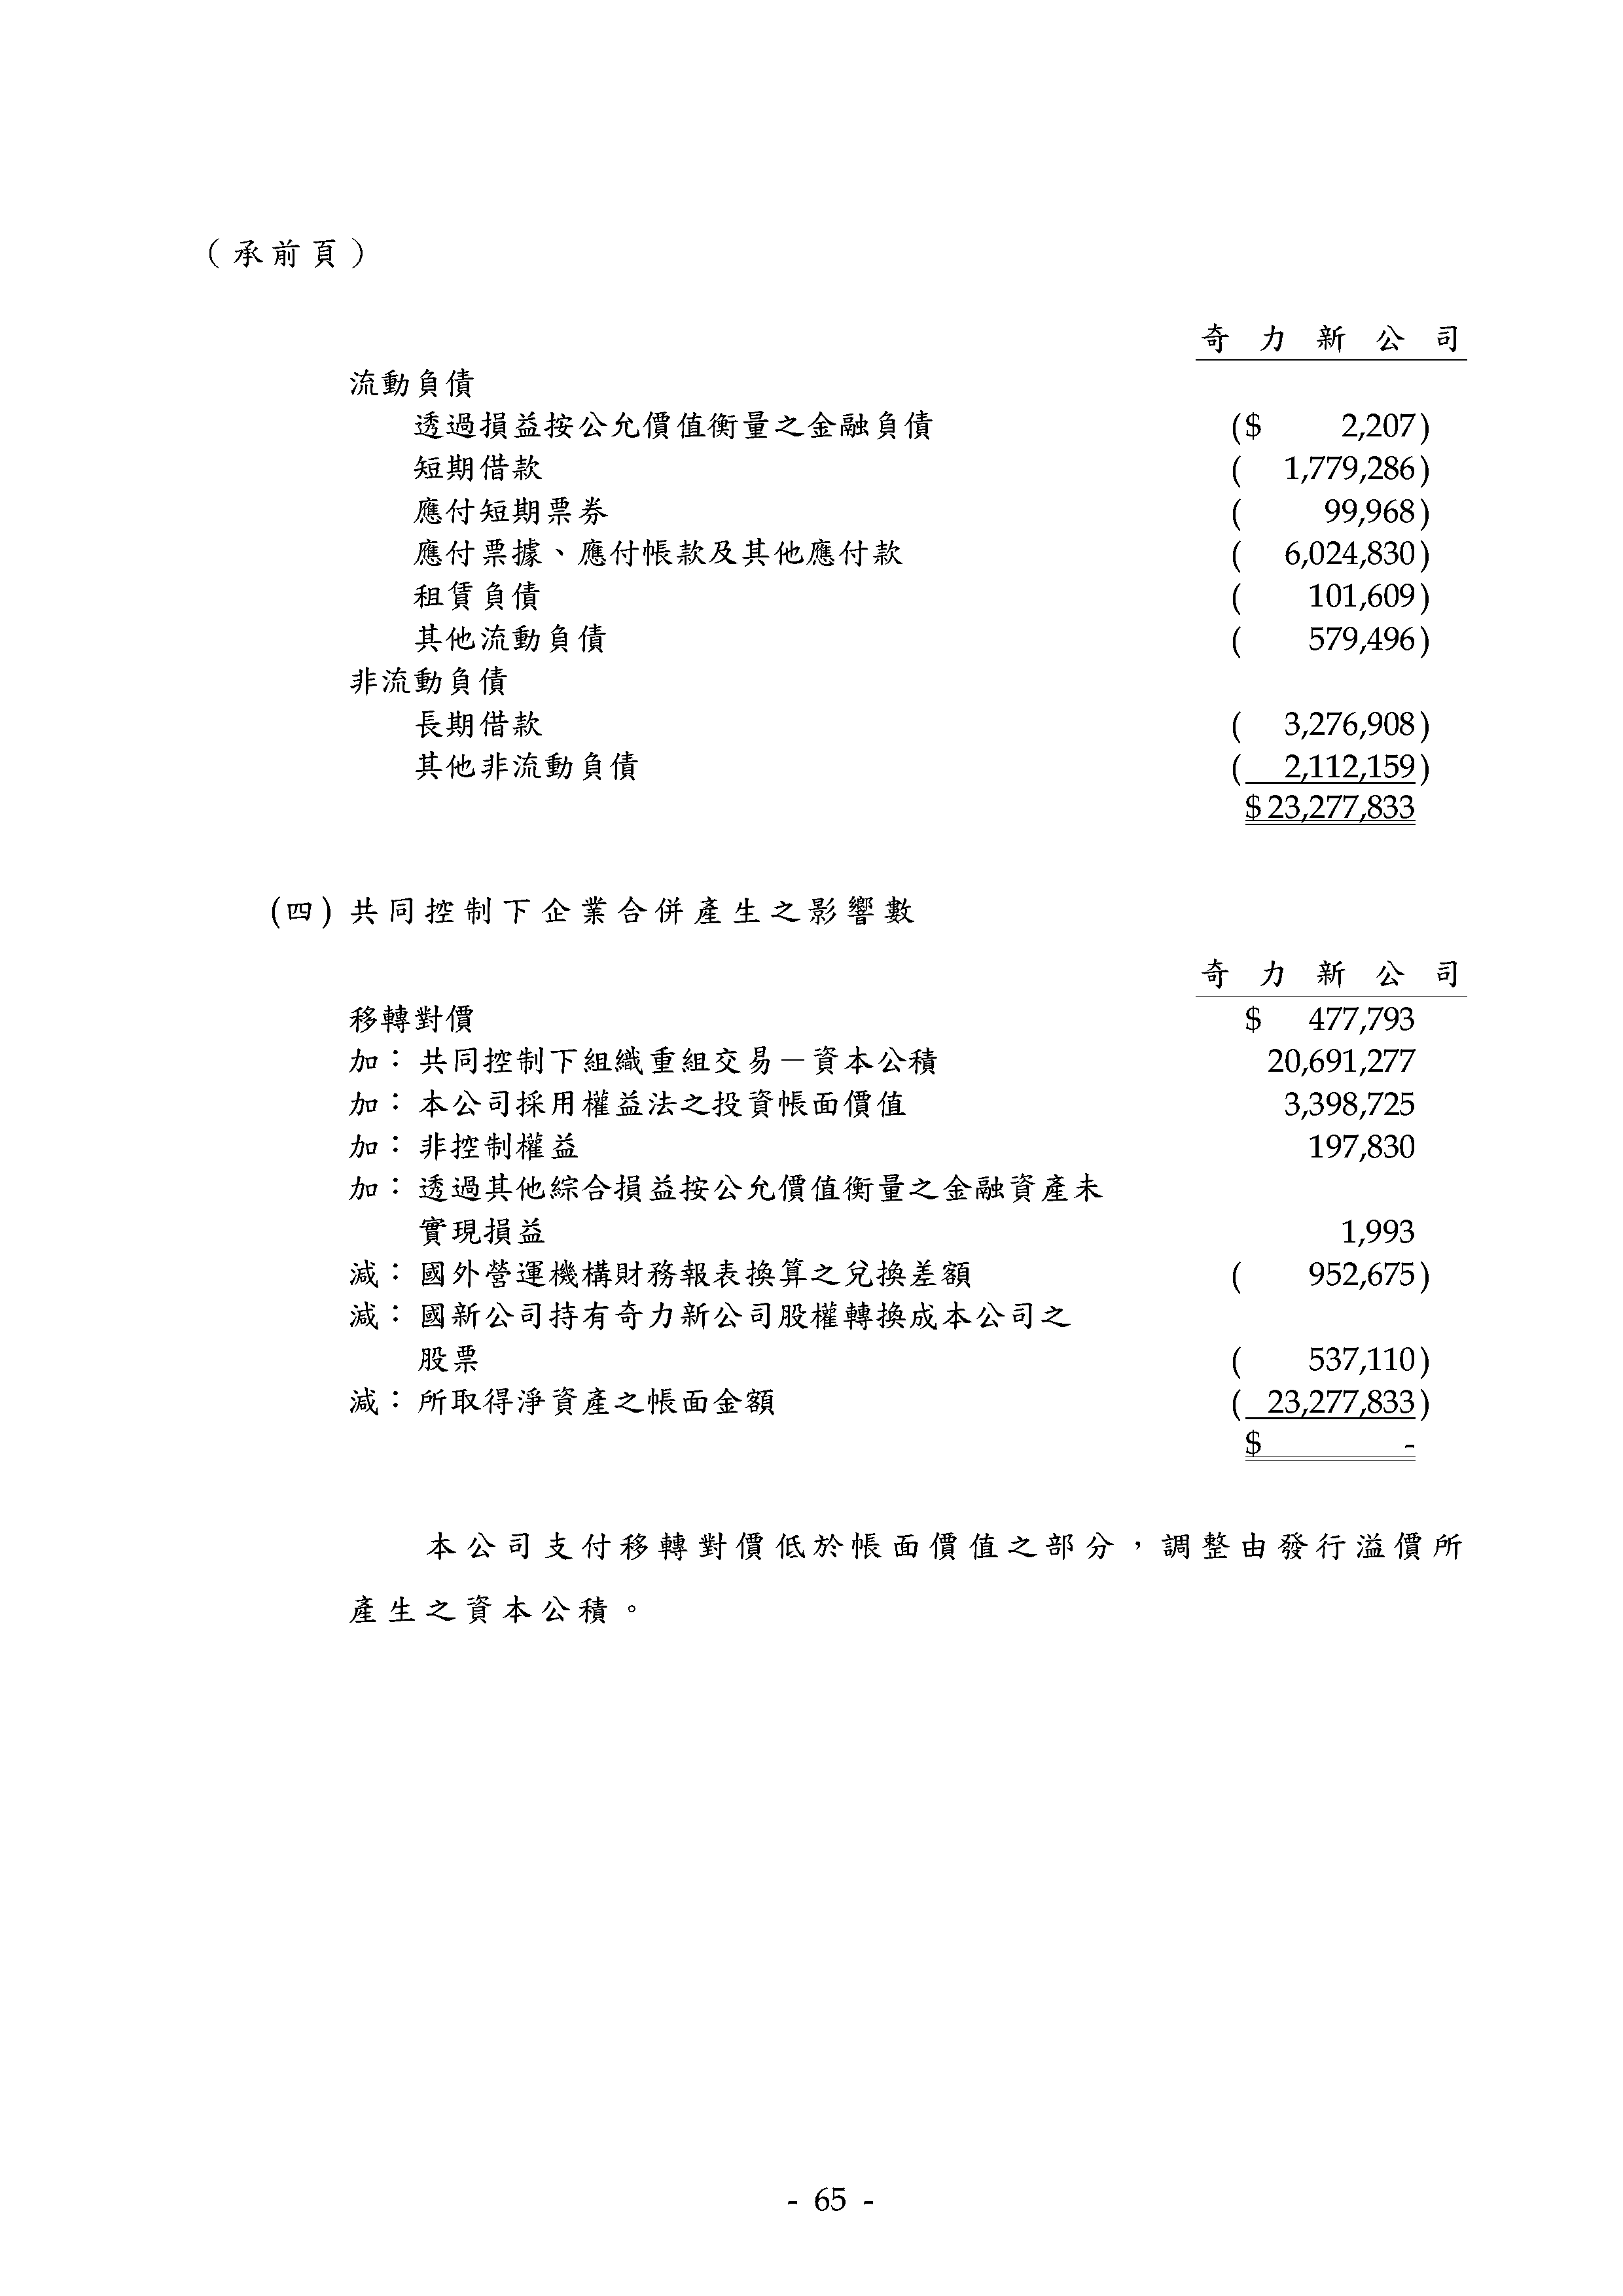 （承前頁）
奇力新公司
流動負債
透過損益按公允價值衡量之金融負債 ($ 2,207)
短期借款 ( 1,779,286)
應付短期票券 ( 99,968)
應付票據、應付帳款及其他應付款 ( 6,024,830)
租賃負債 ( 101,609)
其他流動負債 ( 579,496)
非流動負債
長期借款 ( 3,276,908)
其他非流動負債 ( 2,112,159)
$ 23,277,833
(四) 共同控制下企業合併產生之影響數
奇力新公司
移轉對價 $ 477,793
加：共同控制下組織重組交易－資本公積 20,691,277
加：本公司採用權益法之投資帳面價值 3,398,725
加：非控制權益 197,830
加：透過其他綜合損益按公允價值衡量之金融資產未
實現損益 1,993
減：國外營運機構財務報表換算之兌換差額 ( 952,675)
減：國新公司持有奇力新公司股權轉換成本公司之
股票 ( 537,110)
減：所取得淨資產之帳面金額 ( 23,277,833)
$ -
本公司支付移轉對價低於帳面價值之部分，調整由發行溢價所
產生之資本公積。
- 65 -